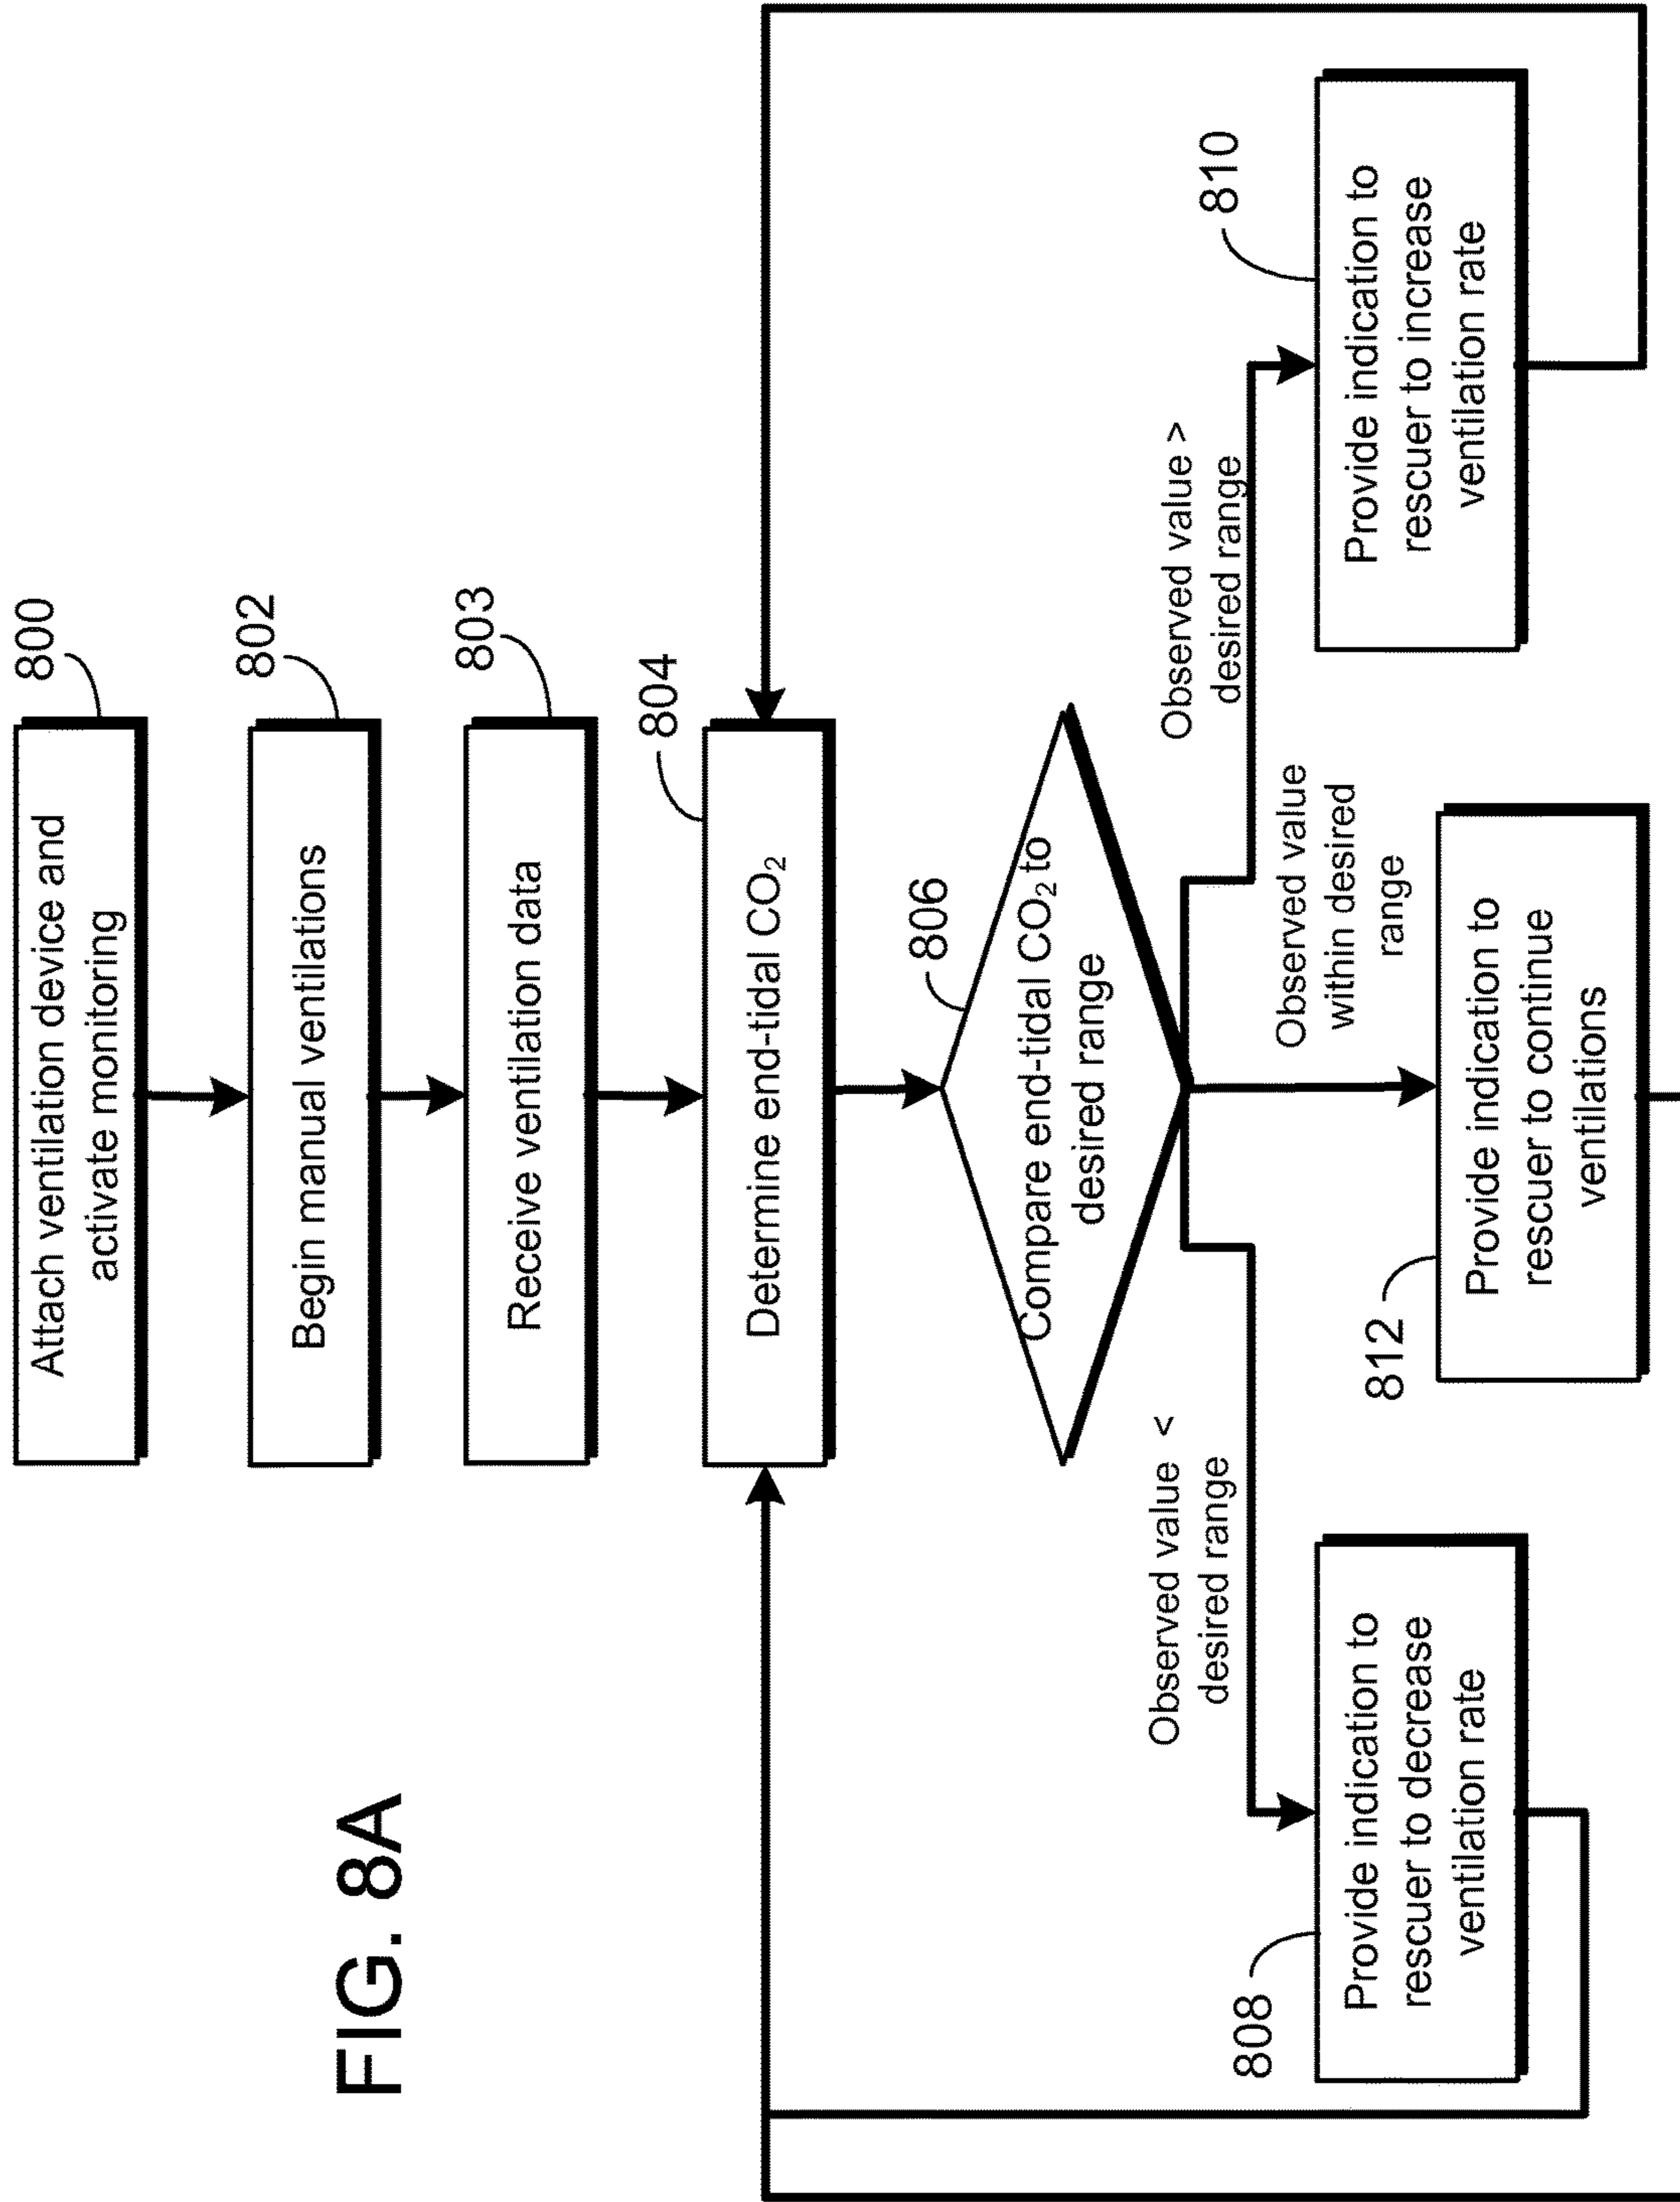 FIG. 8A
Attach ventilation device and
activate monitoring
800
Begin manual ventilations
802
Receive ventilation data
803
Determine end-tidal CO₂
804
Compare end-tidal CO₂ to
desired range
806
Observed value <
desired range
Observed value
within desired
range
Observed value >
desired range
808
Provide indication to
rescuer to decrease
ventilation rate
812
Provide indication to
rescuer to continue
ventilations
810
Provide indication to
rescuer to increase
ventilation rate